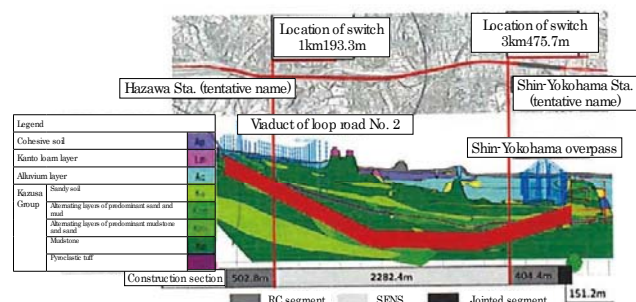 Location of switch
1km193.3m
Location of switch
3km475.7m
Hazawa Sta. (tentative name)
Shin-Yokohama Sta.
(tentative name)
Viaduct of loop road No. 2
Shin-Yokohama overpass
Legend
Cohesive soil
Kanto loam layer
Lm
Alluvium layer
Ac
Kazusa
Group
Sandy soil
Alternating layers of predominant sand and
mud
Alternating layers of predominant mudstone
and sand
Mudstone
Pyroclastic tuff
Construction section
502.8m
2282.4m
404.4m
151.2m
RC segment
SENS
Jointed segment